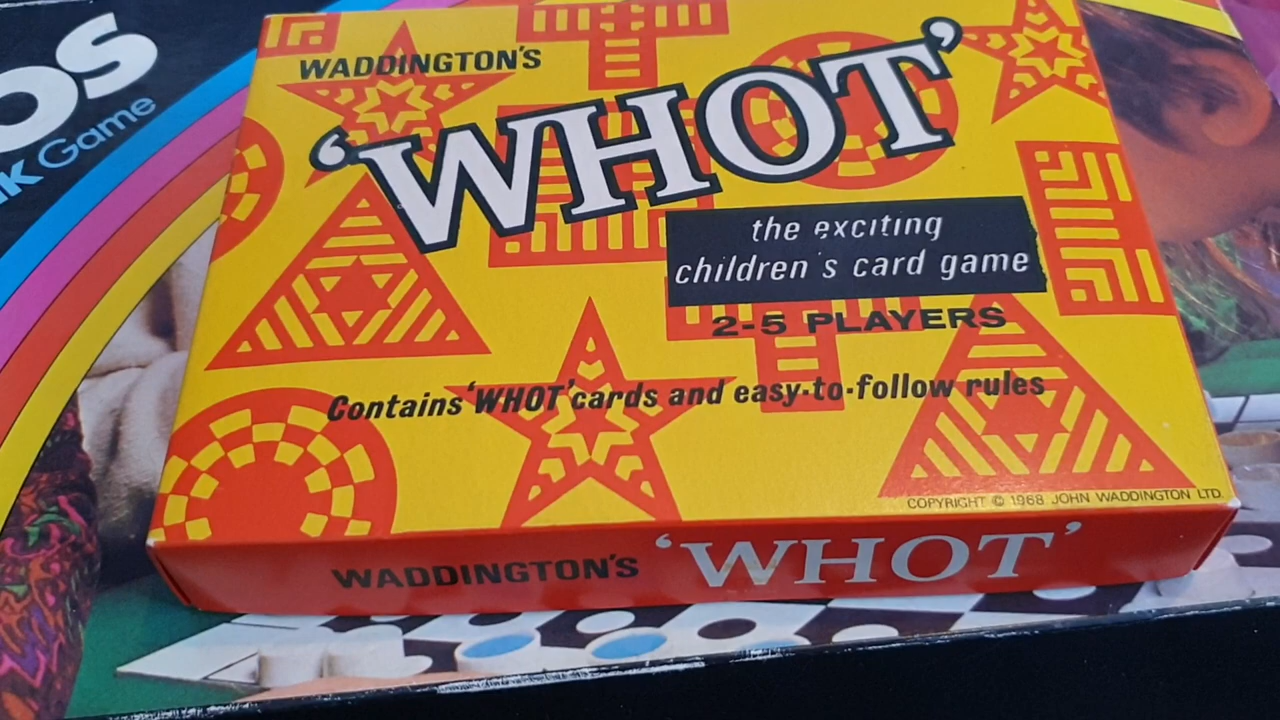 OS
Game
WADDINGTON'S
'WHOT'
the exciting
children's card game
2-5 PLAYERS
Contains 'WHOT' cards and easy-to-follow rules
COPYRIGHT © 1968 JOHN WADDINGTON LTD.
WADDINGTON'S 'WHOT'